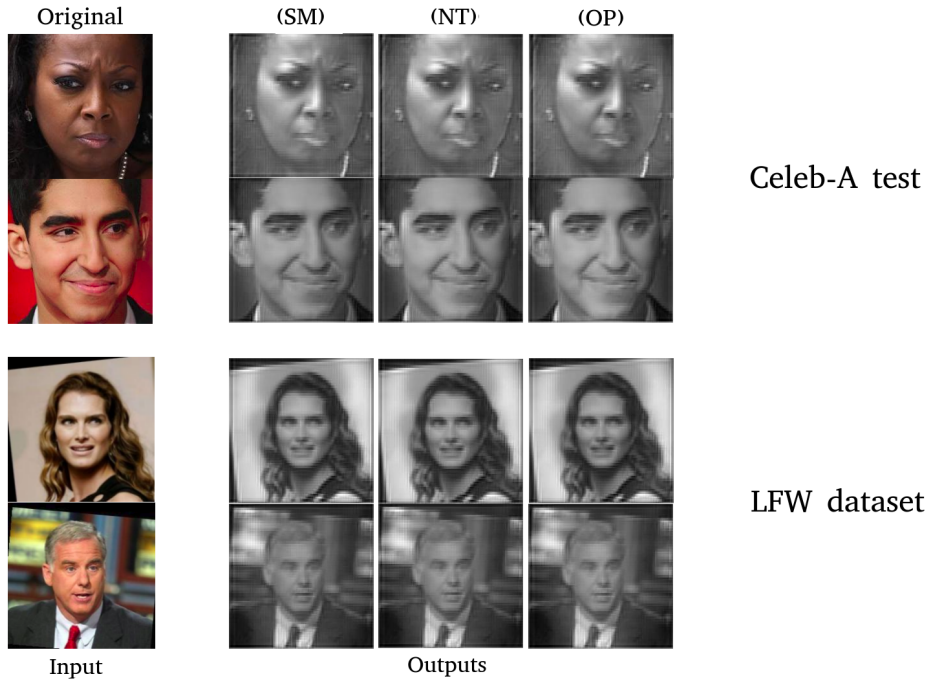 Original (SM) (NT) (OP)
Celeb-A test
LFW dataset
Input Outputs